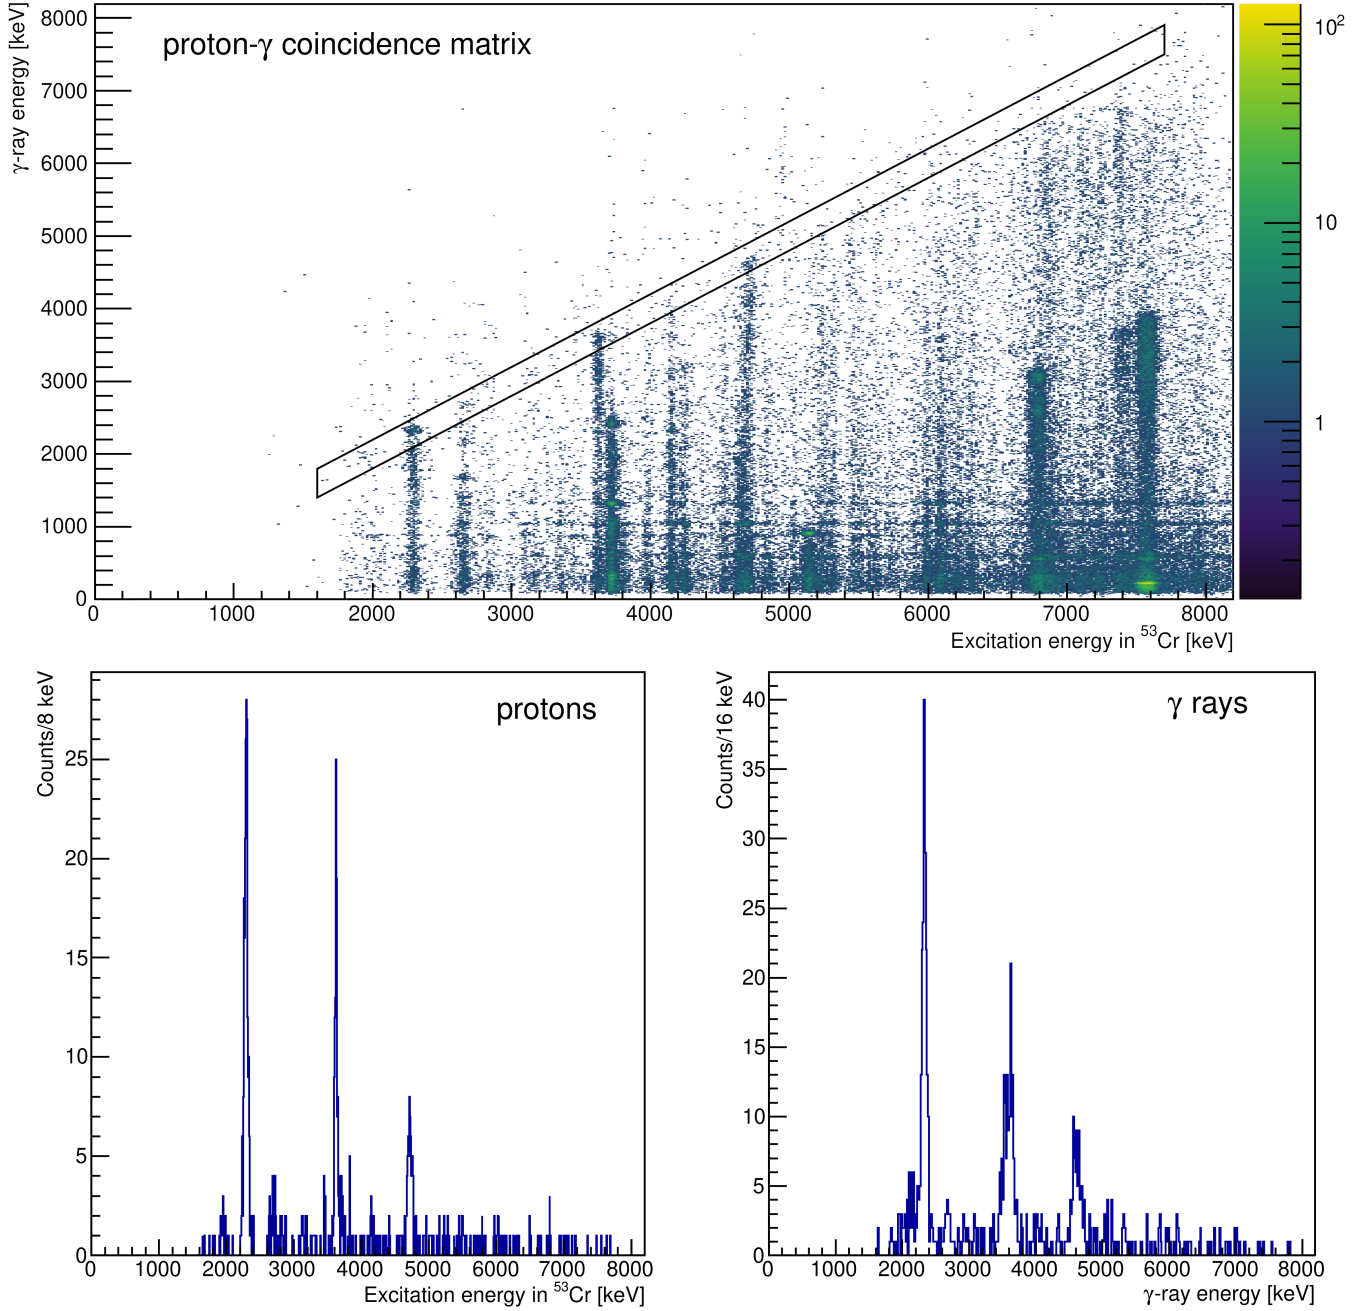 γ-ray energy [keV]
proton-γ coincidence matrix
8000
7000
6000
5000
4000
3000
2000
1000
0
0 1000 2000 3000 4000 5000 6000 7000 8000
Excitation energy in ⁵³Cr [keV]
10²
10
1
Counts/8 keV
protons
25
20
15
10
5
0
0 1000 2000 3000 4000 5000 6000 7000 8000
Excitation energy in ⁵³Cr [keV]
Counts/16 keV
γ rays
40
35
30
25
20
15
10
5
0
0 1000 2000 3000 4000 5000 6000 7000 8000
γ-ray energy [keV]